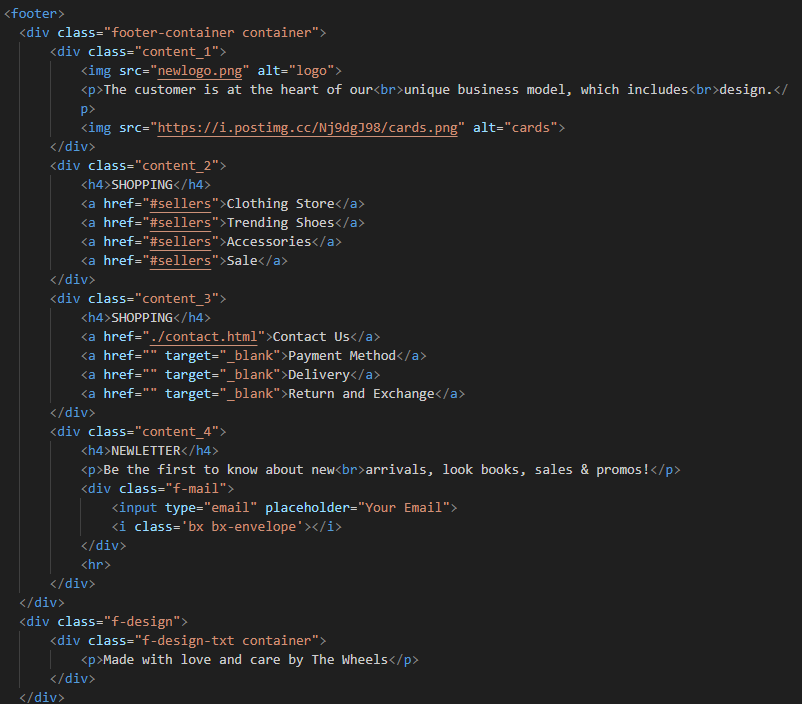 <footer>
<div class="footer-container container">
<div class="content_1">
<img src="newlogo.png" alt="logo">
<p>The customer is at the heart of our<br>unique business model, which includes<br>design.</
p>
<img src="https://i.postimg.cc/Nj9dgJ98/cards.png" alt="cards">
</div>
<div class="content_2">
<h4>SHOPPING</h4>
<a href="#sellers">Clothing Store</a>
<a href="#sellers">Trending Shoes</a>
<a href="#sellers">Accessories</a>
<a href="#sellers">Sale</a>
</div>
<div class="content_3">
<h4>SHOPPING</h4>
<a href="./contact.html">Contact Us</a>
<a href="" target="_blank">Payment Method</a>
<a href="" target="_blank">Delivery</a>
<a href="" target="_blank">Return and Exchange</a>
</div>
<div class="content_4">
<h4>NEWLETTER</h4>
<p>Be the first to know about new<br>arrivals, look books, sales & promos!</p>
<div class="f-mail">
<input type="email" placeholder="Your Email">
<i class='bx bx-envelope'></i>
</div>
<hr>
</div>
</div>
<div class="f-design">
<div class="f-design-txt container">
<p>Made with love and care by The Wheels</p>
</div>
</div>